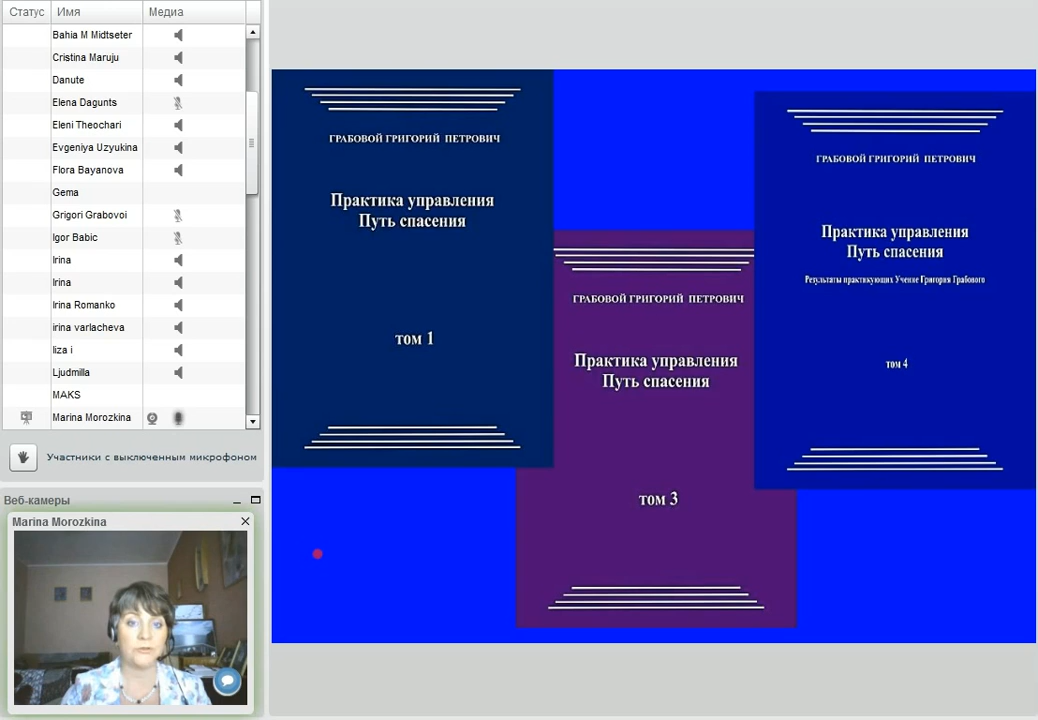 Статус Имя Медиа
Bahia M Midtseter
Cristina Maruju
Danute
Elena Dagunts
Eleni Theochari
Evgeniya Uzyukina
Flora Bayanova
Gema
Grigori Grabovoi
Igor Babic
Irina
Irina
Irina Romanko
irina varlacheva
liza i
Ljudmilla
MAKS
Marina Morozkina
Участники с выключенным микрофоном
Веб-камеры
Marina Morozkina
ГРАБОВОЙ ГРИГОРИЙ ПЕТРОВИЧ
Практика управления
Путь спасения
том 1
ГРАБОВОЙ ГРИГОРИЙ ПЕТРОВИЧ
Практика управления
Путь спасения
том 3
ГРАБОВОЙ ГРИГОРИЙ ПЕТРОВИЧ
Практика управления
Путь спасения
Результаты практикующих Учение Григория Грабового
том 4